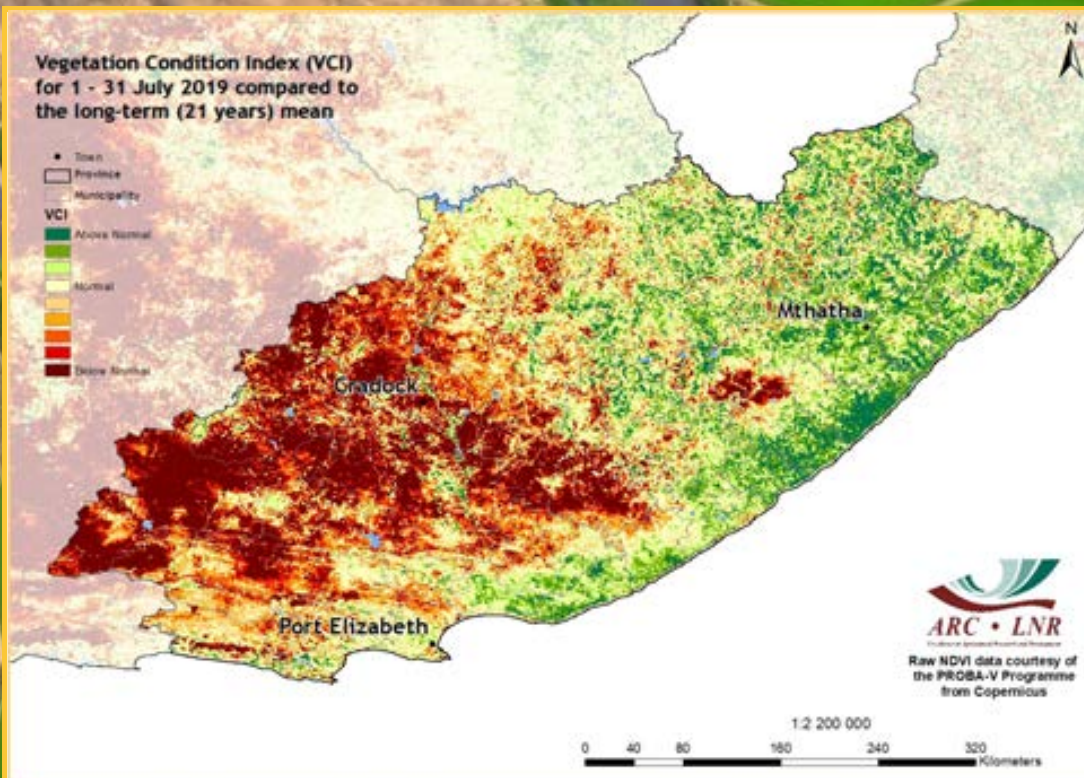 Vegetation Condition Index (VCI)
for 1 - 31 July 2019 compared to
the long-term (21 years) mean
N
Town
Province
Municipality
VCI
Above Normal
Normal
Below Normal
Mthatha
Cradock
Port Elizabeth
ARC • LNR
Raw NDVI data courtesy of
the PROBA-V Programme
from Copernicus
1:2 200 000
0 40 80 160 240 320
Kilometers